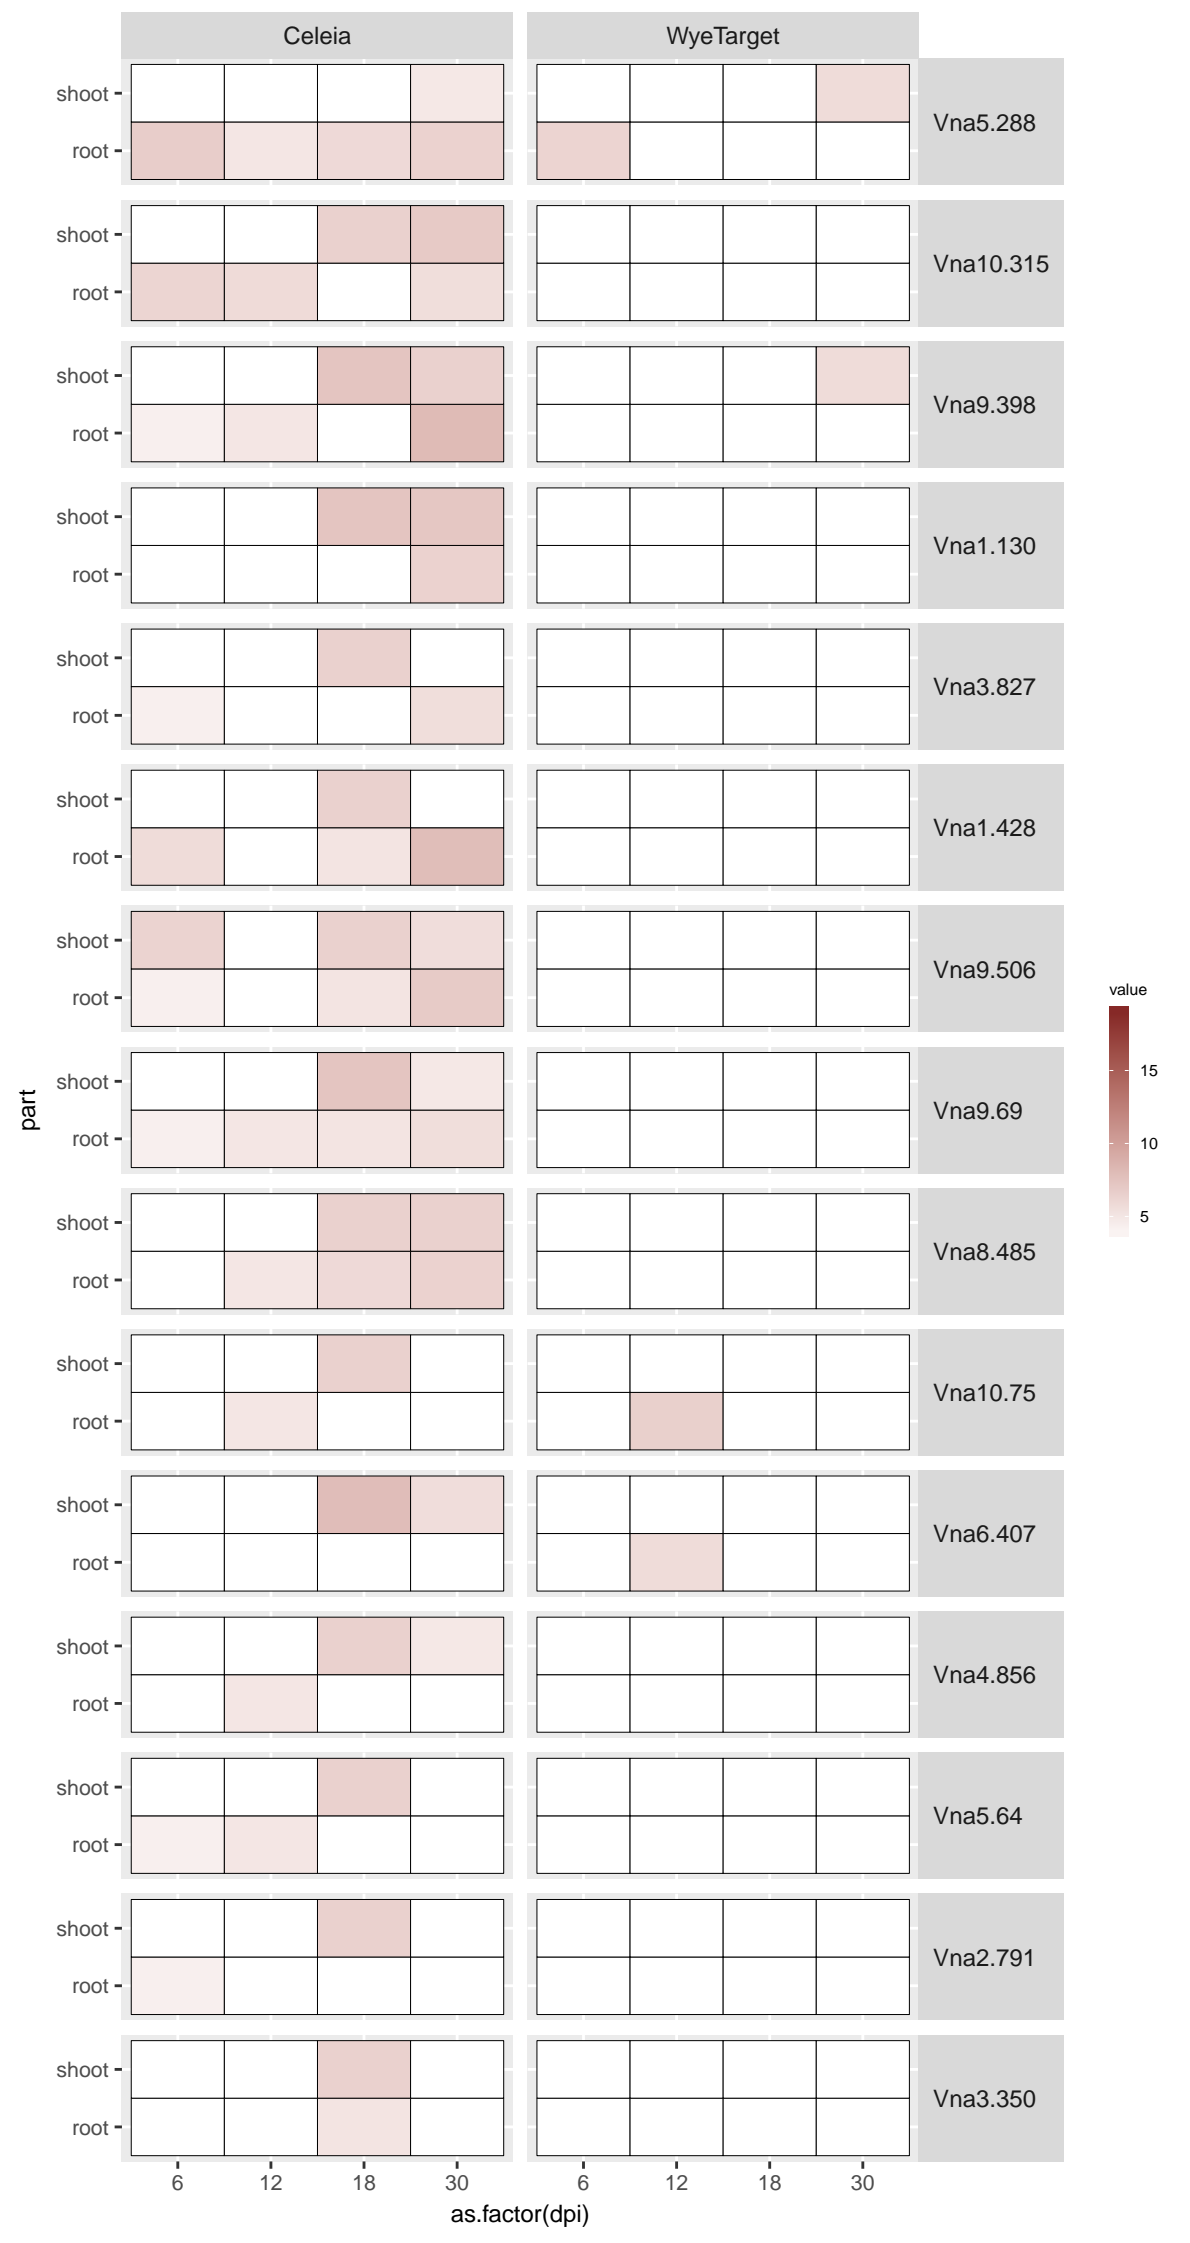 Celeia WyeTarget
shoot
root
Vna5.288
shoot
root
Vna10.315
shoot
root
Vna9.398
shoot
root
Vna1.130
shoot
root
Vna3.827
shoot
root
Vna1.428
shoot
root
Vna9.506
shoot
root
Vna9.69
shoot
root
Vna8.485
shoot
root
Vna10.75
shoot
root
Vna6.407
shoot
root
Vna4.856
shoot
root
Vna5.64
shoot
root
Vna2.791
shoot
root
Vna3.350
6 12 18 30 6 12 18 30
as.factor(dpi)
part
value
15
10
5